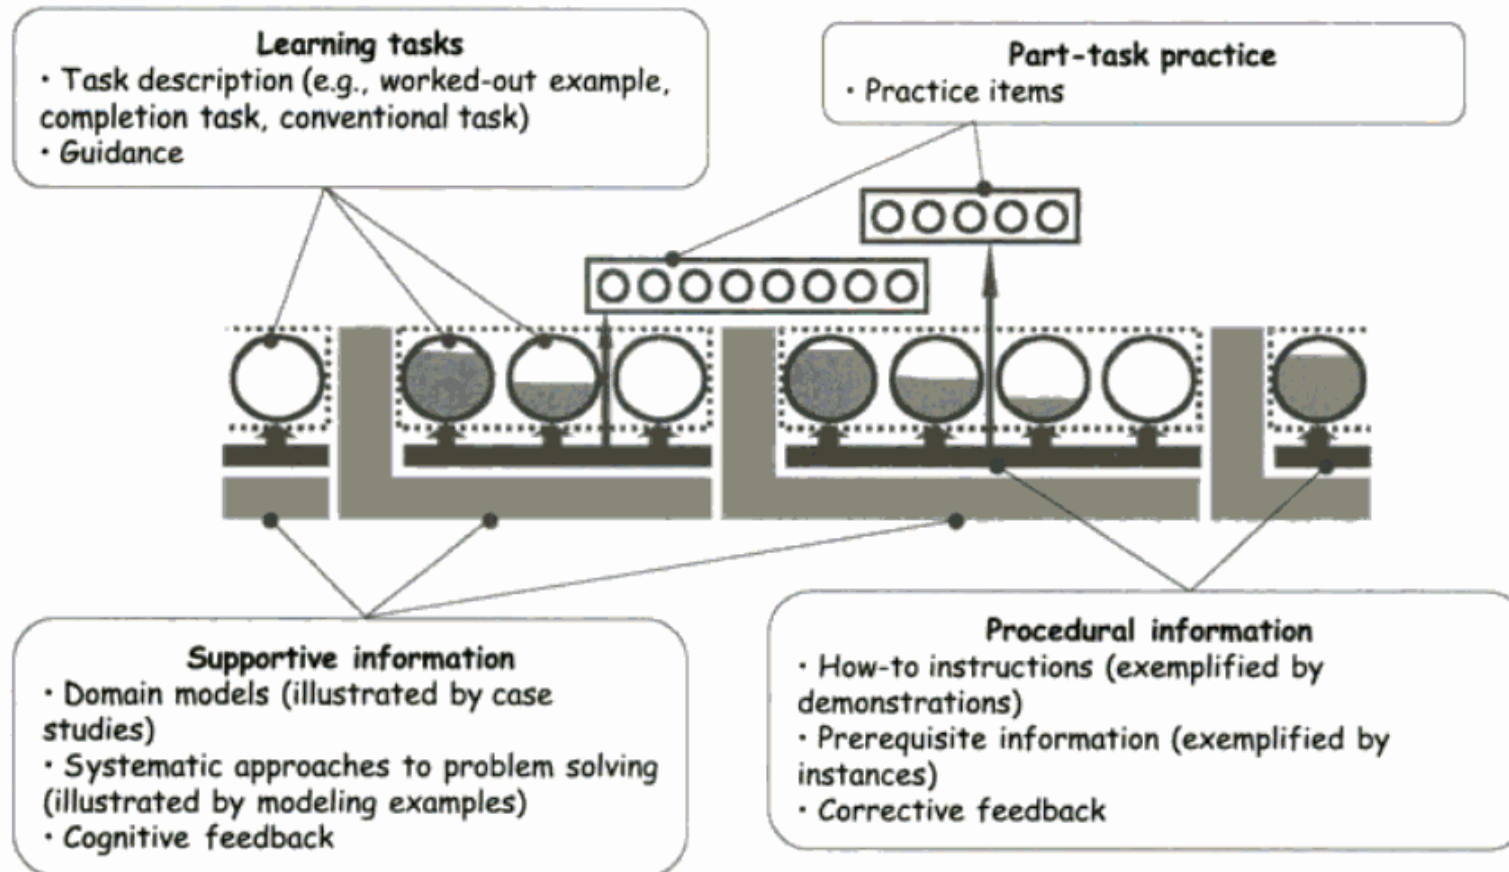 Learning tasks
· Task description (e.g., worked-out example,
completion task, conventional task)
· Guidance
Part-task practice
· Practice items
Supportive information
· Domain models (illustrated by case
studies)
· Systematic approaches to problem solving
(illustrated by modeling examples)
· Cognitive feedback
Procedural information
· How-to instructions (exemplified by
demonstrations)
· Prerequisite information (exemplified by
instances)
· Corrective feedback